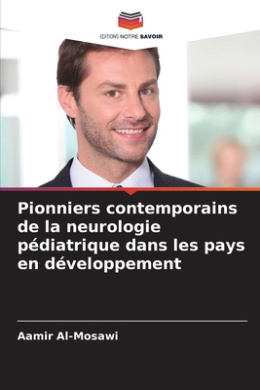 EDITIONS NOTRE SAVOIR
Pionniers contemporains
de la neurologie
pédiatrique dans les pays
en développement
Aamir Al-Mosawi